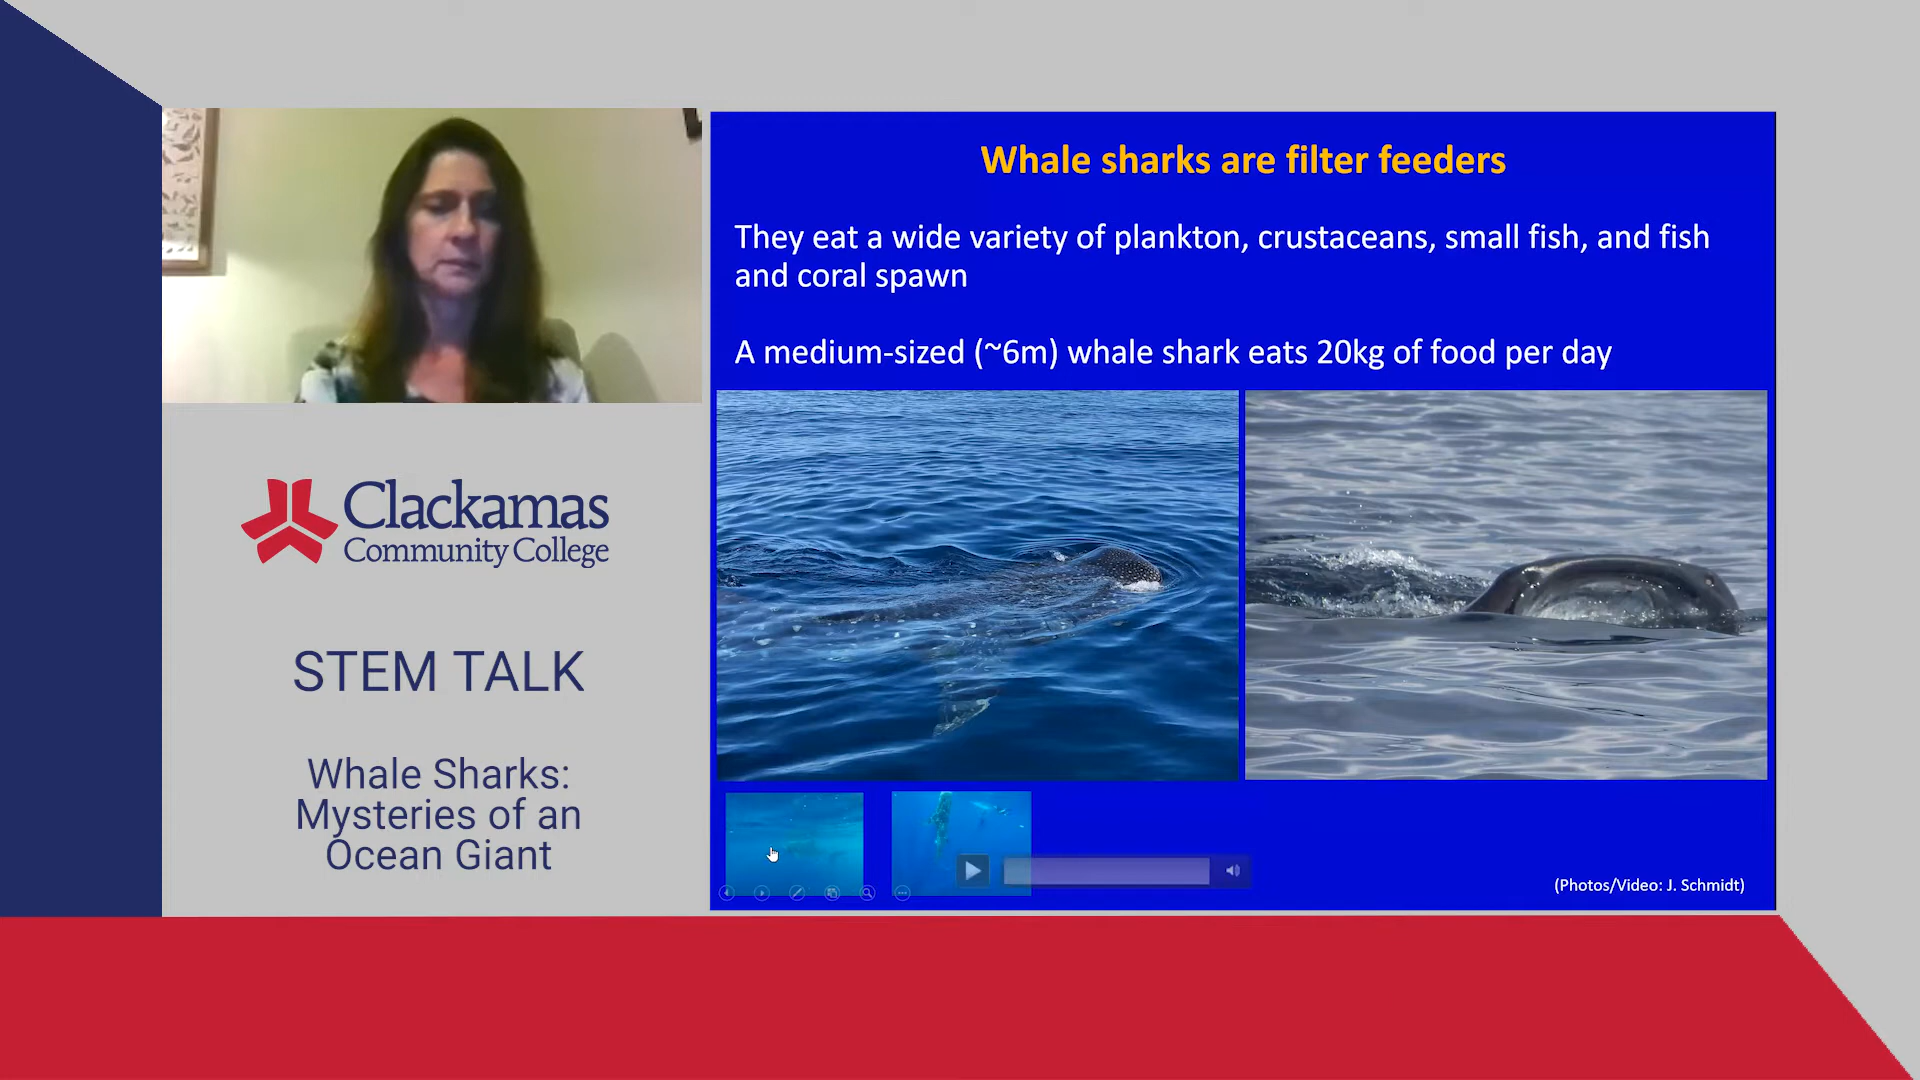 Clackamas
Community College
STEM TALK
Whale Sharks:
Mysteries of an
Ocean Giant
Whale sharks are filter feeders
They eat a wide variety of plankton, crustaceans, small fish, and fish
and coral spawn
A medium-sized (~6m) whale shark eats 20kg of food per day
(Photos/Video: J. Schmidt)